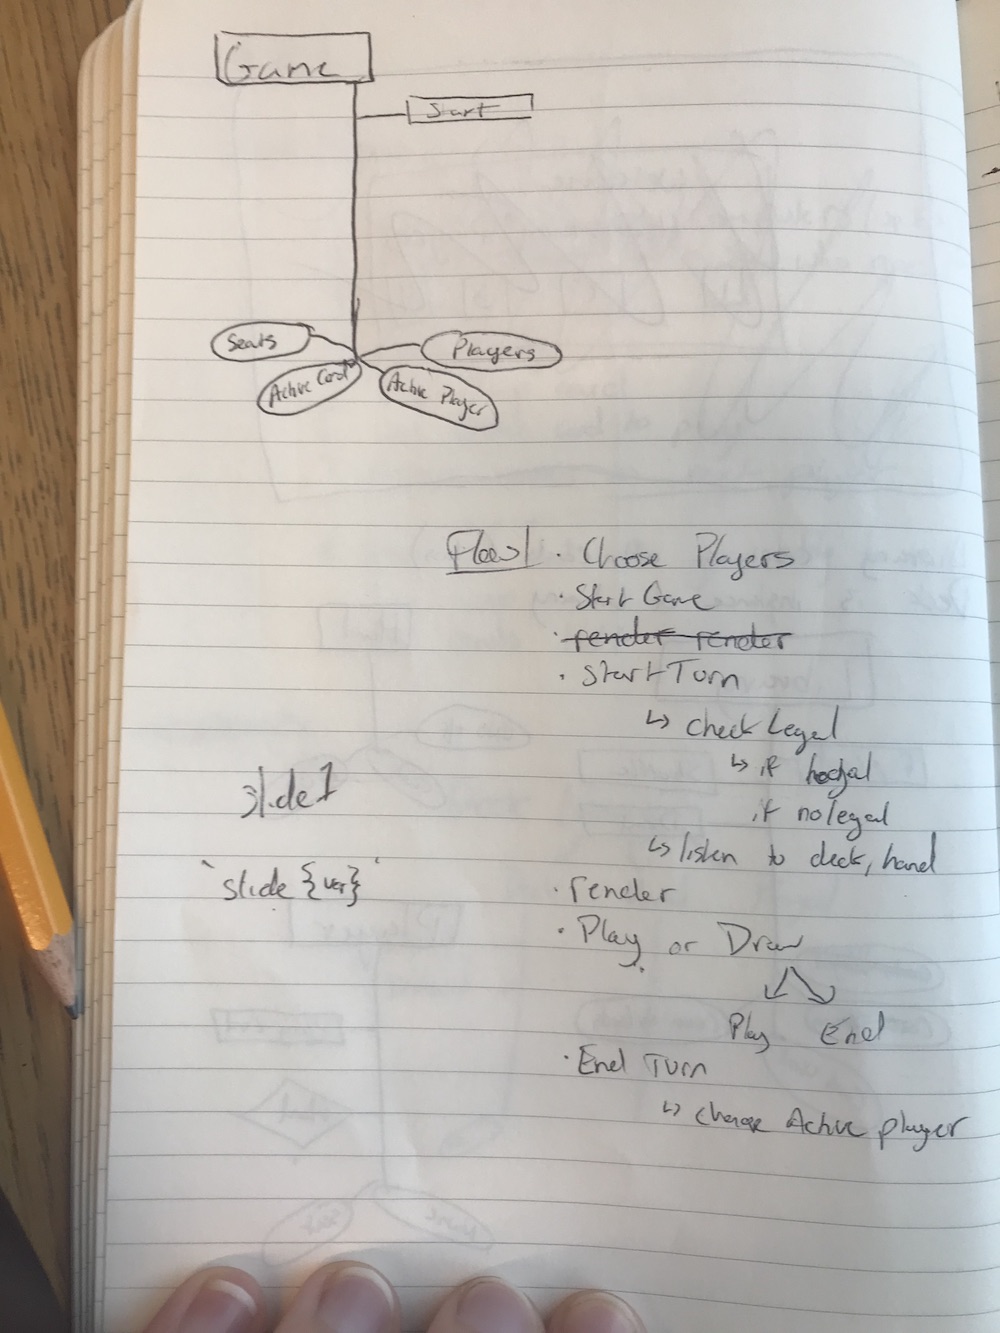 Game
Start
Seats
Players
Active Card
Active Player
Flow · Choose Players
· Start Game
· render render
· Start Turn
↳ check Legal
↳ if legal
if no legal
slide1
↳ listen to deck, hand
`slide {var}`
· render
· Play or Draw
Play End
· End Turn
↳ change Active player